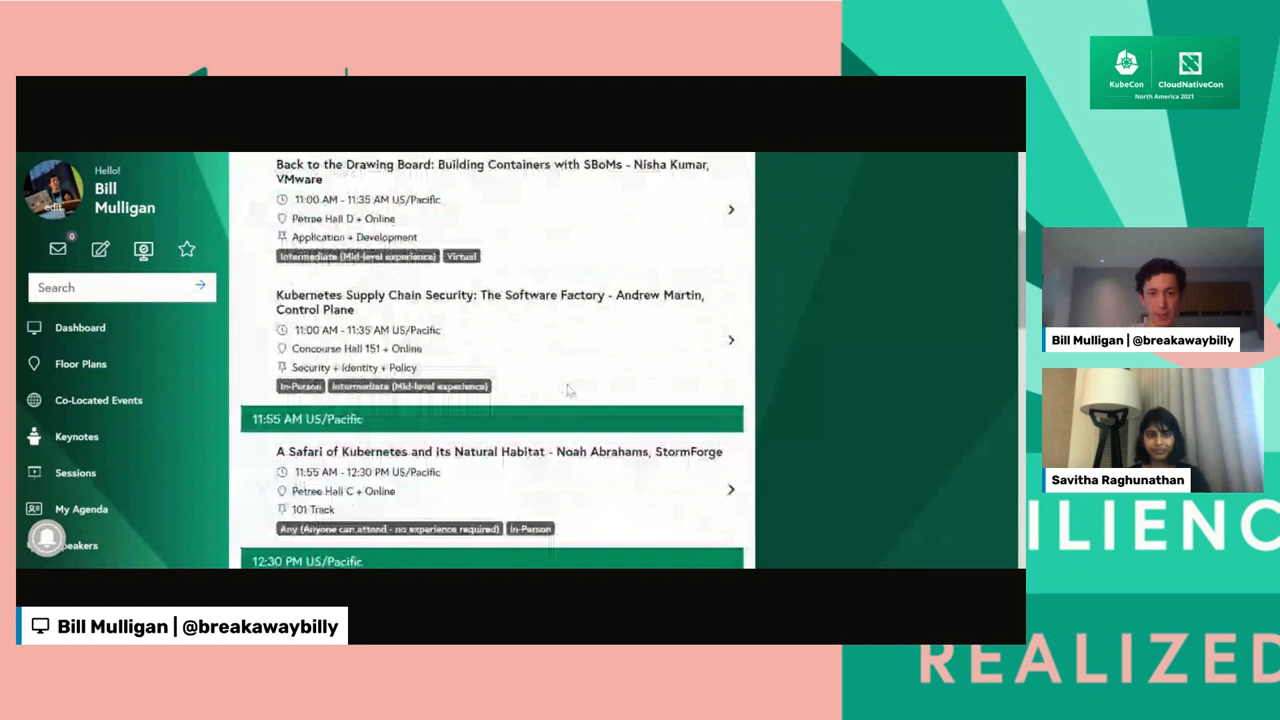 KubeCon
CloudNativeCon
North America 2021
Hello!
Bill
Mulligan
edit
0
Search
Dashboard
Floor Plans
Co-Located Events
Keynotes
Sessions
My Agenda
peakers
Back to the Drawing Board: Building Containers with SBoMs - Nisha Kumar,
VMware
11:00 AM - 11:35 AM US/Pacific
Petree Hall D + Online
Application + Development
Intermediate (Mid-level experience)
Virtual
Kubernetes Supply Chain Security: The Software Factory - Andrew Martin,
Control Plane
11:00 AM - 11:35 AM US/Pacific
Concourse Hall 151 + Online
Security + Identity + Policy
In-Person
Intermediate (Mid-level experience)
11:55 AM US/Pacific
A Safari of Kubernetes and its Natural Habitat - Noah Abrahams, StormForge
11:55 AM - 12:30 PM US/Pacific
Petree Hall C + Online
101 Track
Any (Anyone can attend - no experience required)
In-Person
12:30 PM US/Pacific
Bill Mulligan | @breakawaybilly
Bill Mulligan | @breakawaybilly
Savitha Raghunathan
ILIENC
REALIZED